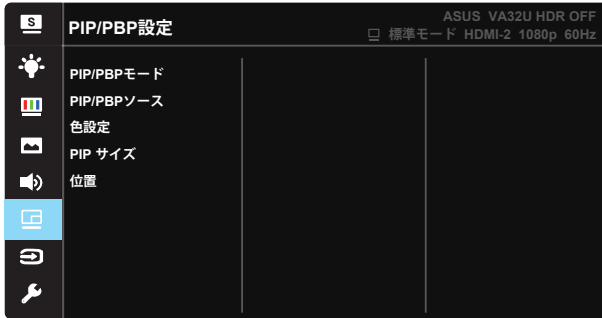 S
PIP/PBP設定
ASUS VA32U HDR OFF
標準モード HDMI-2 1080p 60Hz
PIP/PBPモード
PIP/PBPソース
色設定
PIP サイズ
位置